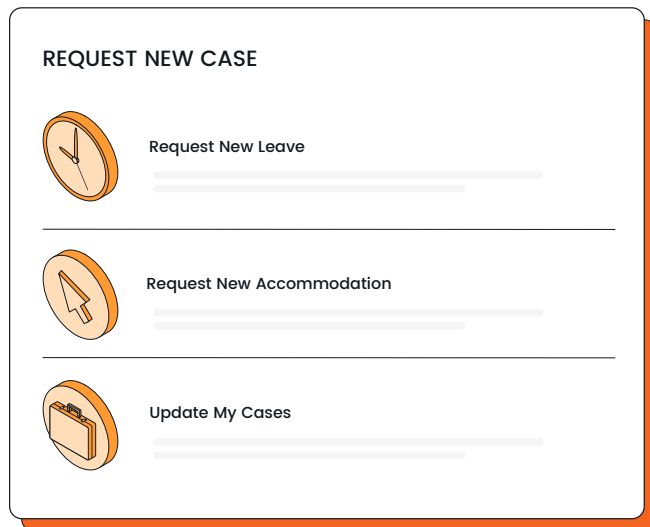 REQUEST NEW CASE
Request New Leave
Request New Accommodation
Update My Cases